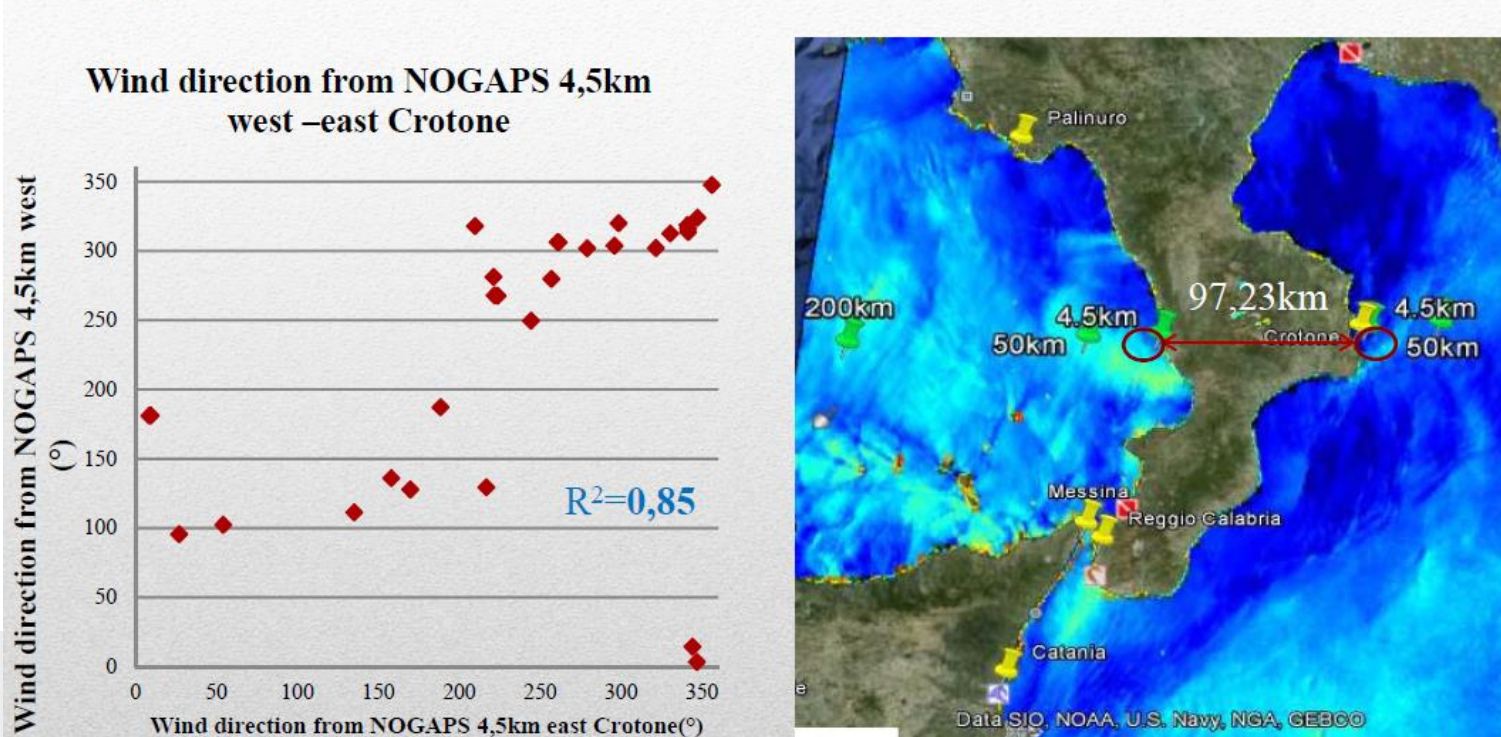 Wind direction from NOGAPS 4,5km
west –east Crotone
Wind direction from NOGAPS 4,5km west
(°)
350
300
250
200
150
100
50
0
R²=0,85
0 50 100 150 200 250 300 350
Wind direction from NOGAPS 4,5km east Crotone(°)
Palinuro
200km
4.5km
50km
97,23km
Crotone
4.5km
50km
Messina
Reggio Calabria
Catania
e
Data SIO, NOAA, U.S. Navy, NGA, GEBCO